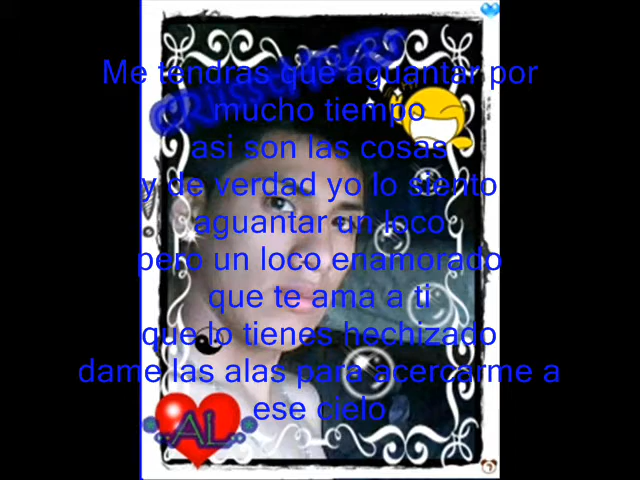 Me tendras que aguantar por
mucho tiempo
asi son las cosas
y de verdad yo lo siento
aguantar un loco
pero un loco enamorado
que te ama a ti
que lo tienes hechizado
dame las alas para acercarme a
ese cielo
AL